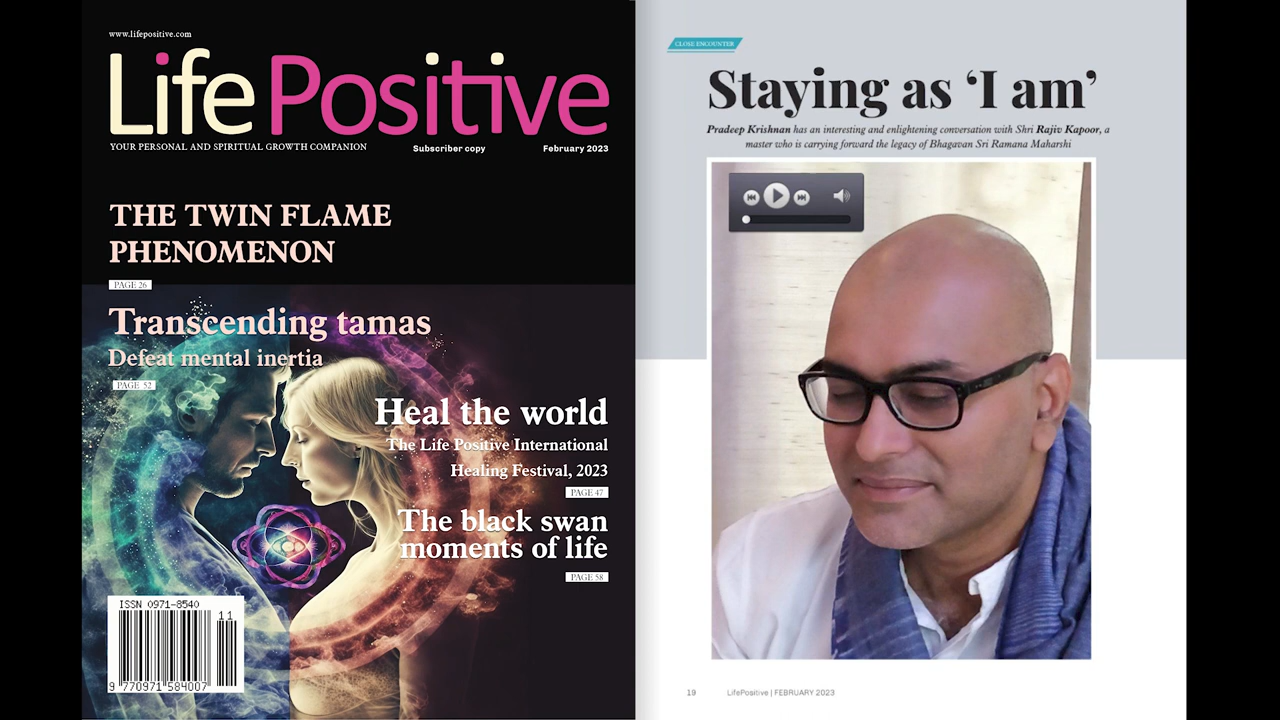 www.lifepositive.com
Life Positive
YOUR PERSONAL AND SPIRITUAL GROWTH COMPANION
Subscriber copy
February 2023
THE TWIN FLAME
PHENOMENON
PAGE 26
Transcending tamas
Defeat mental inertia
PAGE 52
Heal the world
The Life Positive International
Healing Festival, 2023
PAGE 47
The black swan
moments of life
PAGE 58
ISSN 0971-8540
11
9 770971 584007
CLOSE ENCOUNTER
Staying as ‘I am’
Pradeep Krishnan has an interesting and enlightening conversation with Shri Rajiv Kapoor, a
master who is carrying forward the legacy of Bhagavan Sri Ramana Maharshi
19
LifePositive | FEBRUARY 2023